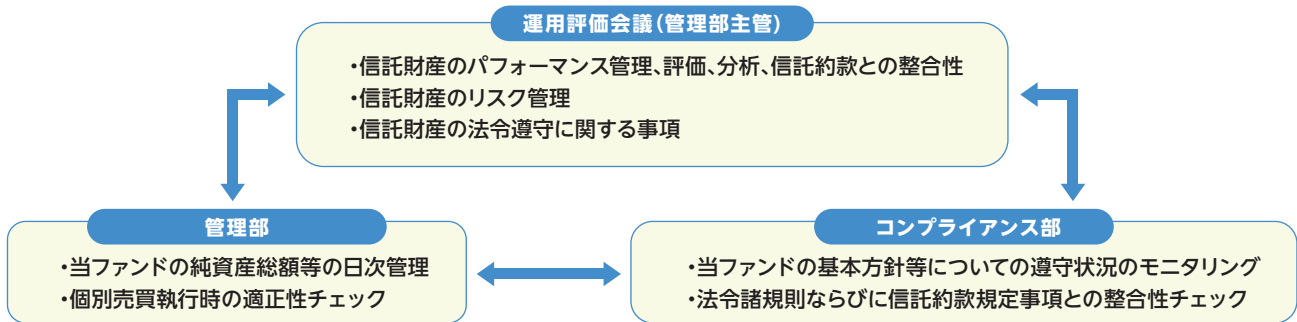 運用評価会議(管理部主管)
・信託財産のパフォーマンス管理、評価、分析、信託約款との整合性
・信託財産のリスク管理
・信託財産の法令遵守に関する事項
管理部
・当ファンドの純資産総額等の日次管理
・個別売買執行時の適正性チェック
コンプライアンス部
・当ファンドの基本方針等についての遵守状況のモニタリング
・法令諸規則ならびに信託約款規定事項との整合性チェック